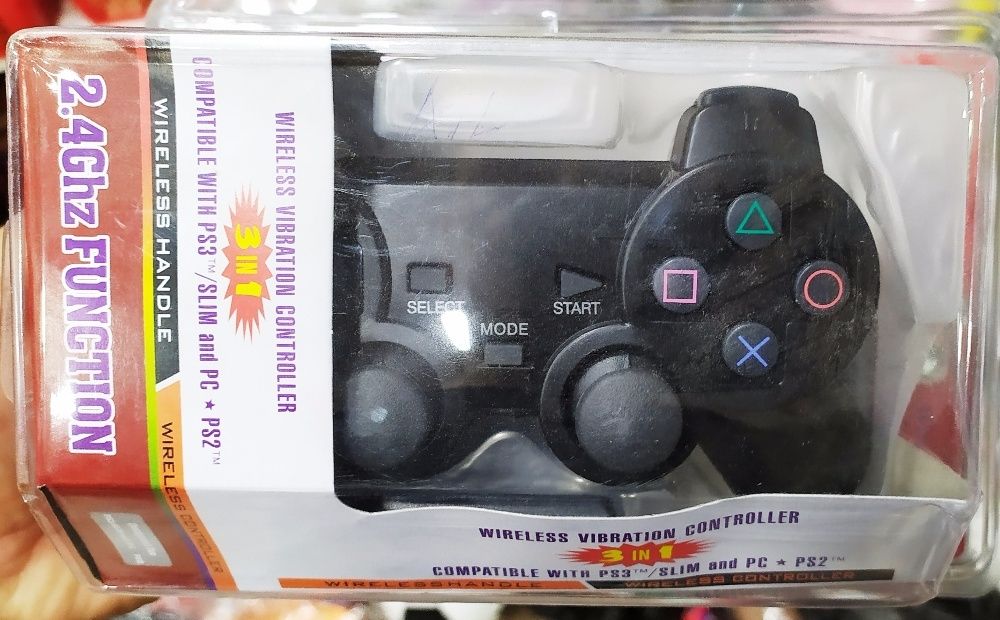 2.4Ghz FUNCTION
WIRELESS HANDLE
WIRELESS CONTROLLER
WIRELESS VIBRATION CONTROLLER
3 IN 1
COMPATIBLE WITH PS3™/SLIM and PC ★ PS2™
SELECT
START
MODE
WIRELESS VIBRATION CONTROLLER
3 IN 1
COMPATIBLE WITH PS3™/SLIM and PC ★ PS2™
WIRELESS HANDLE
WIRELESS CONTROLLER